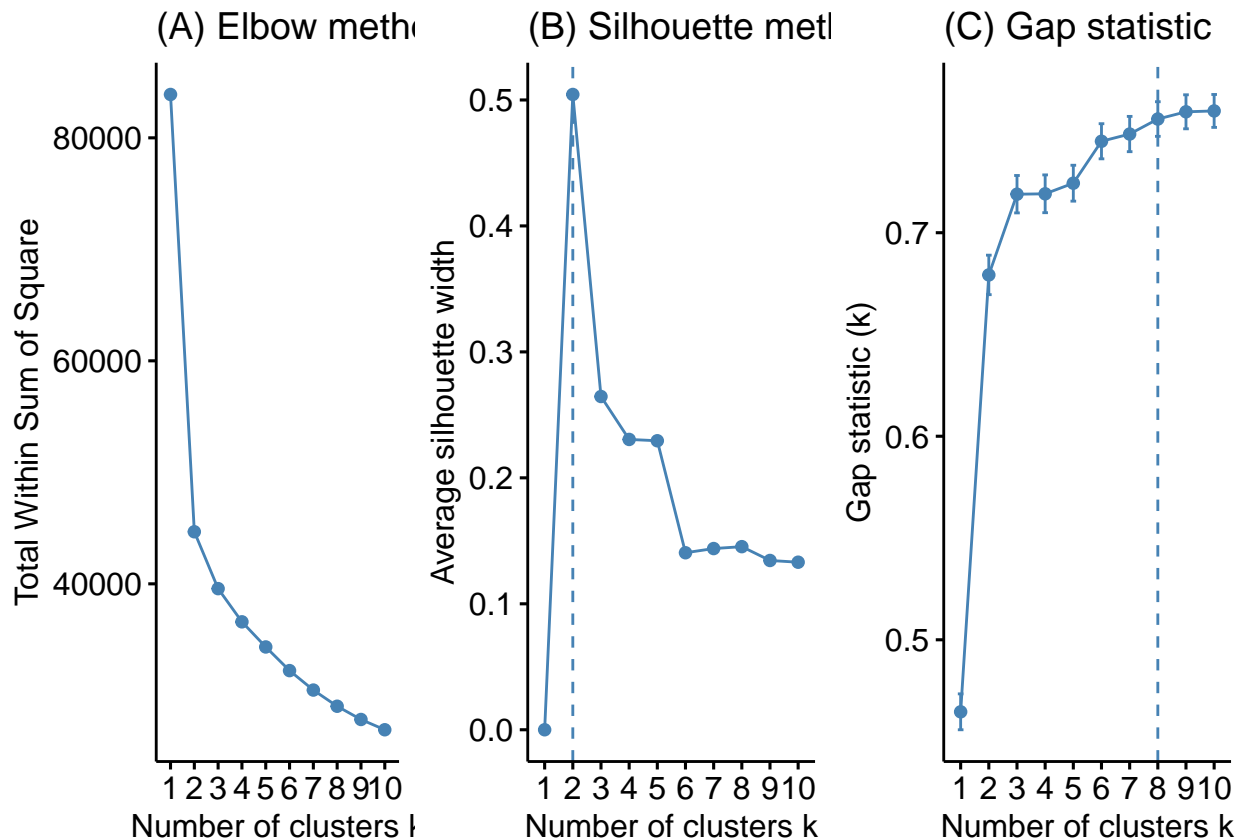 (A) Elbow meth
(B) Silhouette met
(C) Gap statistic
Total Within Sum of Square
80000
60000
40000
1 2 3 4 5 6 7 8 9 10
Number of clusters k
Average silhouette width
0.5
0.4
0.3
0.2
0.1
0.0
1 2 3 4 5 6 7 8 9 10
Number of clusters k
Gap statistic (k)
0.7
0.6
0.5
1 2 3 4 5 6 7 8 9 10
Number of clusters k